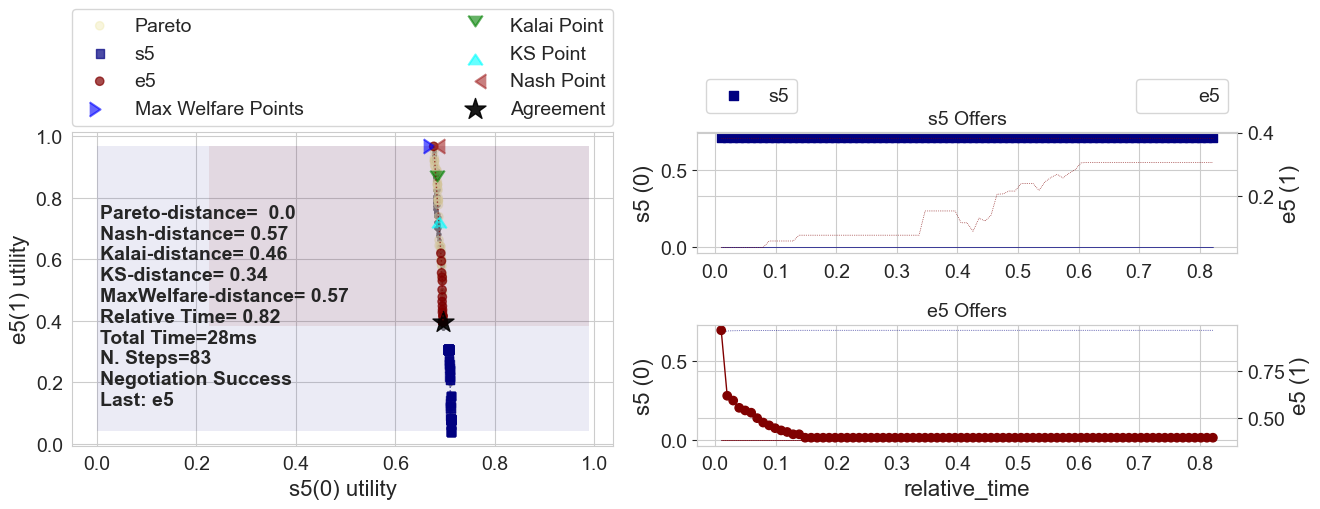 Pareto
s5
e5
Max Welfare Points
Kalai Point
KS Point
Nash Point
Agreement
1.0
0.8
0.6
0.4
0.2
0.0
e5(1) utility
Pareto-distance= 0.0
Nash-distance= 0.57
Kalai-distance= 0.46
KS-distance= 0.34
MaxWelfare-distance= 0.57
Relative Time= 0.82
Total Time=28ms
N. Steps=83
Negotiation Success
Last: e5
0.0 0.2 0.4 0.6 0.8 1.0
s5(0) utility
s5
e5
s5 Offers
0.5
0.0
s5 (0)
0.4
0.2
e5 (1)
0.0 0.1 0.2 0.3 0.4 0.5 0.6 0.7 0.8
e5 Offers
0.5
0.0
s5 (0)
0.75
0.50
e5 (1)
0.0 0.1 0.2 0.3 0.4 0.5 0.6 0.7 0.8
relative_time